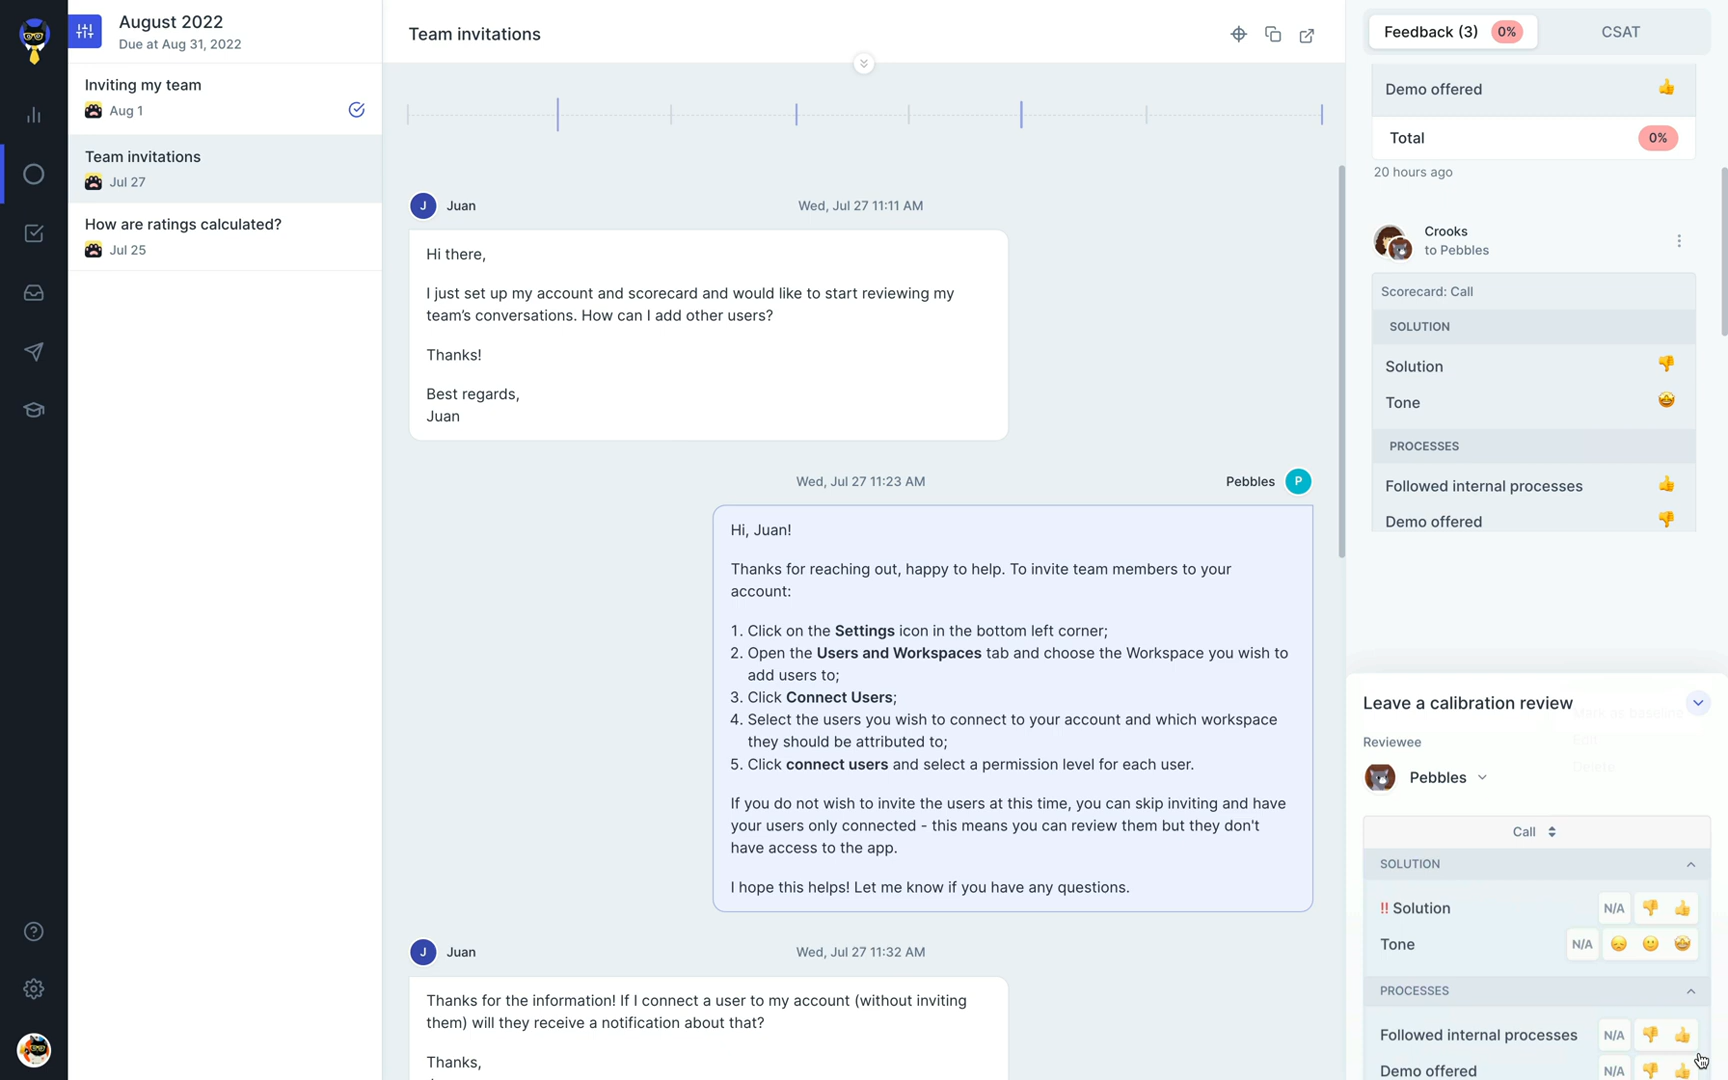 August 2022
Due at Aug 31, 2022
Inviting my team
Aug 1
Team invitations
Jul 27
How are ratings calculated?
Jul 25
Team invitations
J Juan Wed, Jul 27 11:11 AM
Hi there,
I just set up my account and scorecard and would like to start reviewing my
team's conversations. How can I add other users?
Thanks!
Best regards,
Juan
Wed, Jul 27 11:23 AM Pebbles P
Hi, Juan!
Thanks for reaching out, happy to help. To invite team members to your
account:
1. Click on the Settings icon in the bottom left corner;
2. Open the Users and Workspaces tab and choose the Workspace you wish to
add users to;
3. Click Connect Users;
4. Select the users you wish to connect to your account and which workspace
they should be attributed to;
5. Click connect users and select a permission level for each user.
If you do not wish to invite the users at this time, you can skip inviting and have
your users only connected - this means you can review them but they don't
have access to the app.
I hope this helps! Let me know if you have any questions.
J Juan Wed, Jul 27 11:32 AM
Thanks for the information! If I connect a user to my account (without inviting
them) will they receive a notification about that?
Thanks,
Feedback (3) 0% CSAT
Demo offered
Total 0%
20 hours ago
Crooks
to Pebbles
Scorecard: Call
SOLUTION
Solution
Tone
PROCESSES
Followed internal processes
Demo offered
Leave a calibration review
Mark as baseline
Reviewee
Edit
Delete
Pebbles
Call
SOLUTION
!! Solution N/A
Tone N/A
PROCESSES
Followed internal processes N/A
Demo offered N/A